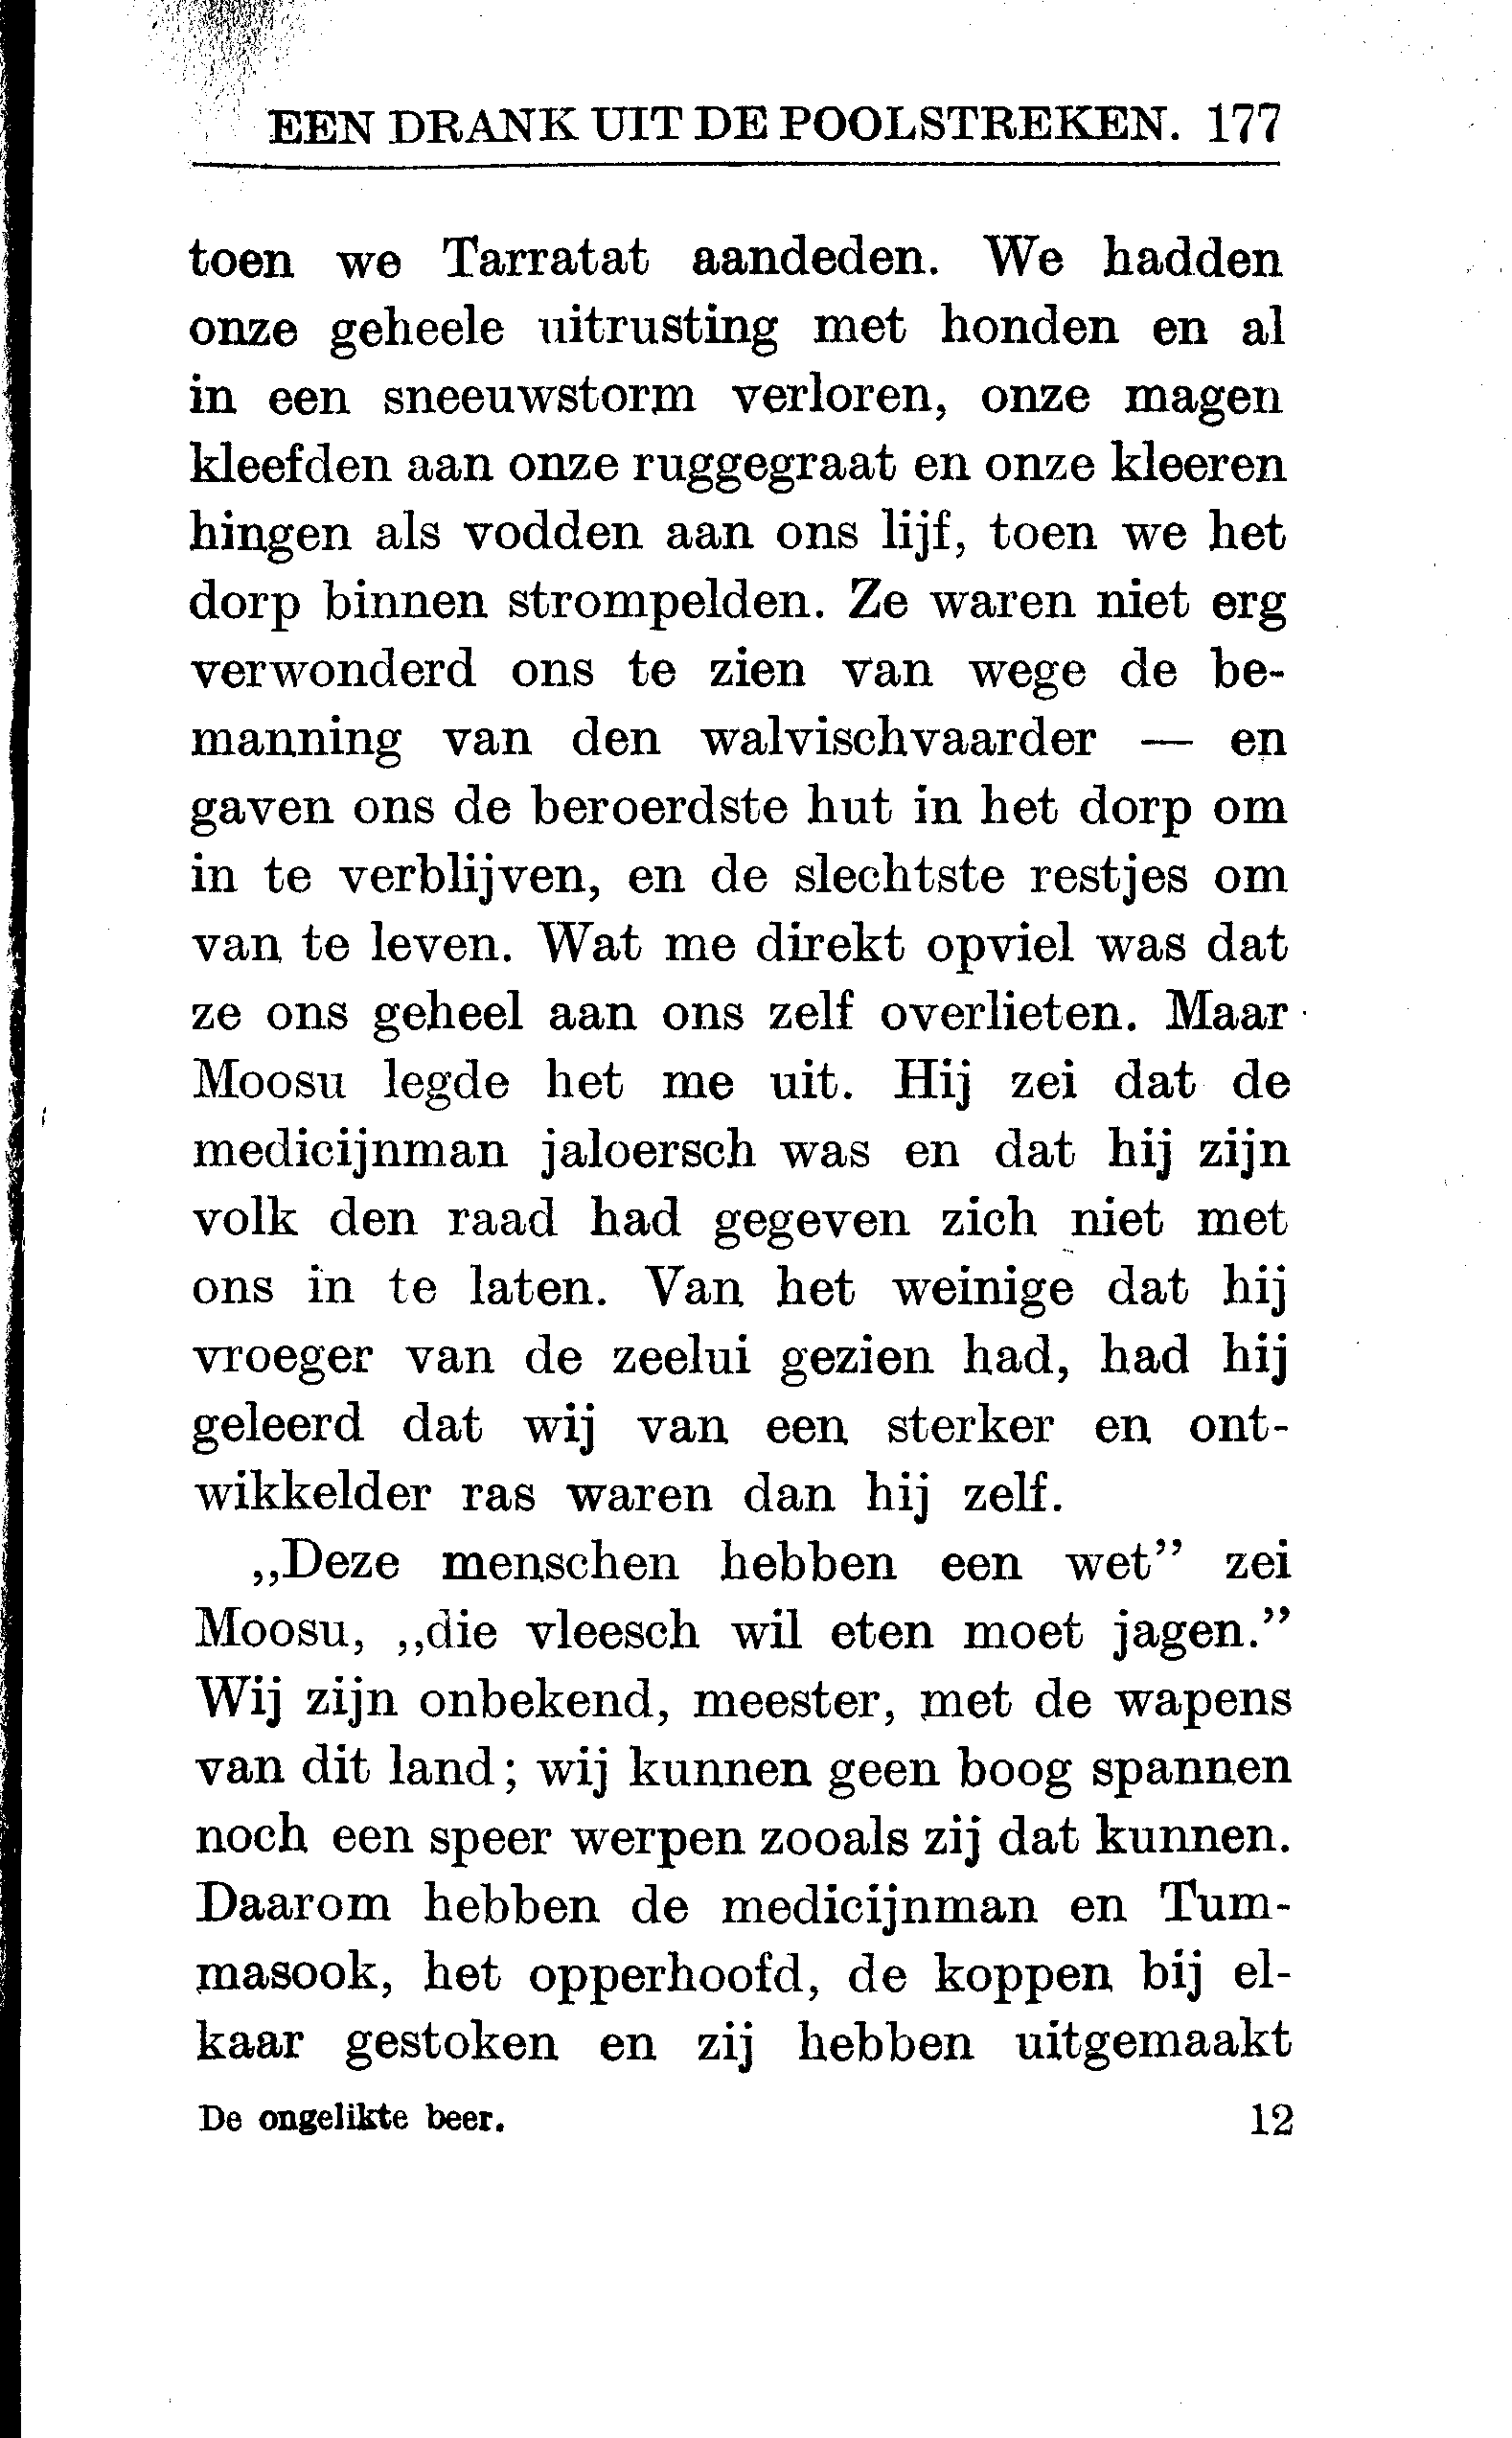 EEN DRANK UIT DE POOLSTREKEN. 177
toen we Tarratat aandeden. We hadden
onze geheele uitrusting met honden en al
in een sneeuwstorm verloren, onze magen
kleefden aan onze ruggegraat en onze kleeren
hingen als vodden aan ons lijf, toen we het
dorp binnen strompelden. Ze waren niet erg
verwonderd ons te zien van wege de be-
manning van den walvischvaarder — en
gaven ons de beroerdste hut in het dorp om
in te verblijven, en de slechtste restjes om
van te leven. Wat me direkt opviel was dat
ze ons geheel aan ons zelf overlieten. Maar
Moosu legde het me uit. Hij zei dat de
medicijnman jaloersch was en dat hij zijn
volk den raad had gegeven zich niet met
ons in te laten. Van het weinige dat hij
vroeger van de zeelui gezien had, had hij
geleerd dat wij van een sterker en ont-
wikkelder ras waren dan hij zelf.
„Deze menschen hebben een wet” zei
Moosu, „die vleesch wil eten moet jagen.”
Wij zijn onbekend, meester, met de wapens
van dit land; wij kunnen geen boog spannen
noch een speer werpen zooals zij dat kunnen.
Daarom hebben de medicijnman en Tum-
masook, het opperhoofd, de koppen bij el-
kaar gestoken en zij hebben uitgemaakt
De ongelikte beer. 12